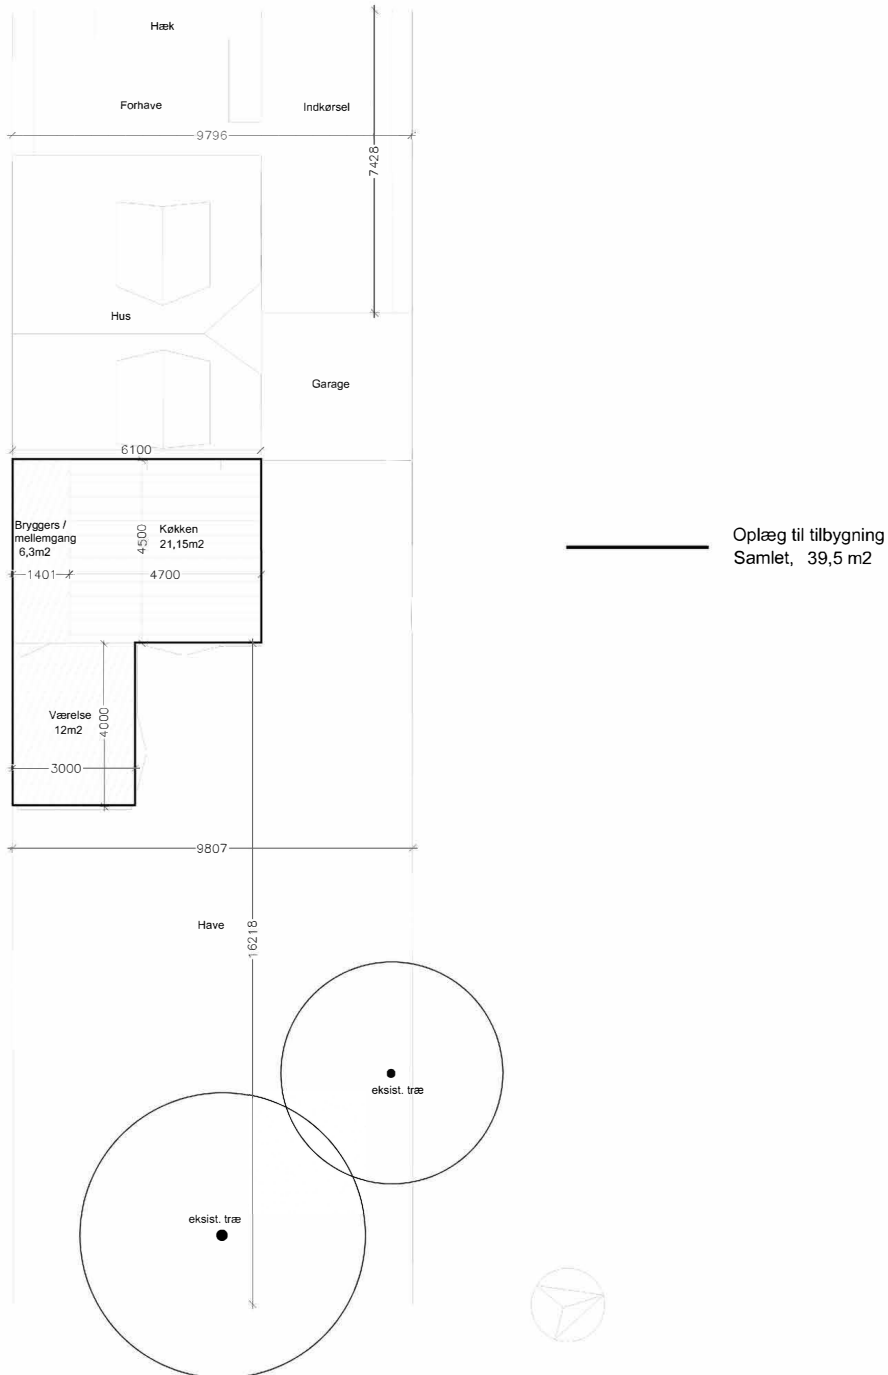 Hæk
Forhave
Indkørsel
9796
7428
Hus
Garage
6100
Bryggers /
mellemgang
6,3m2
4500
Køkken
21,15m2
1401
4700
Oplæg til tilbygning
Samlet, 39,5 m2
Værelse
12m2
4000
3000
9807
Have
16218
eksist. træ
eksist. træ